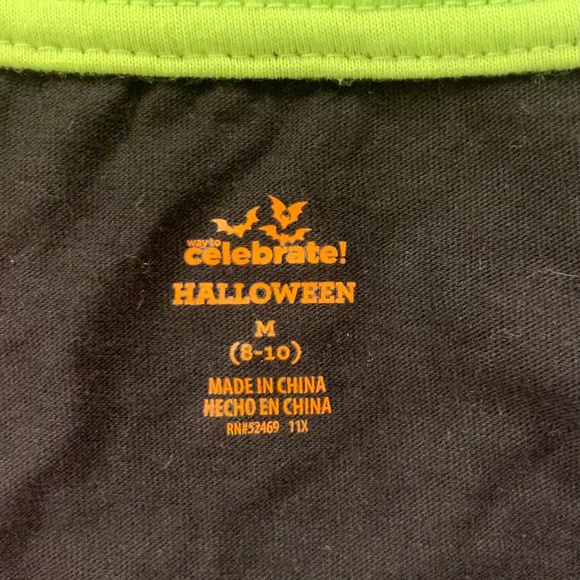 way to
celebrate!
HALLOWEEN
M
(8-10)
MADE IN CHINA
HECHO EN CHINA
RN#52469 11X